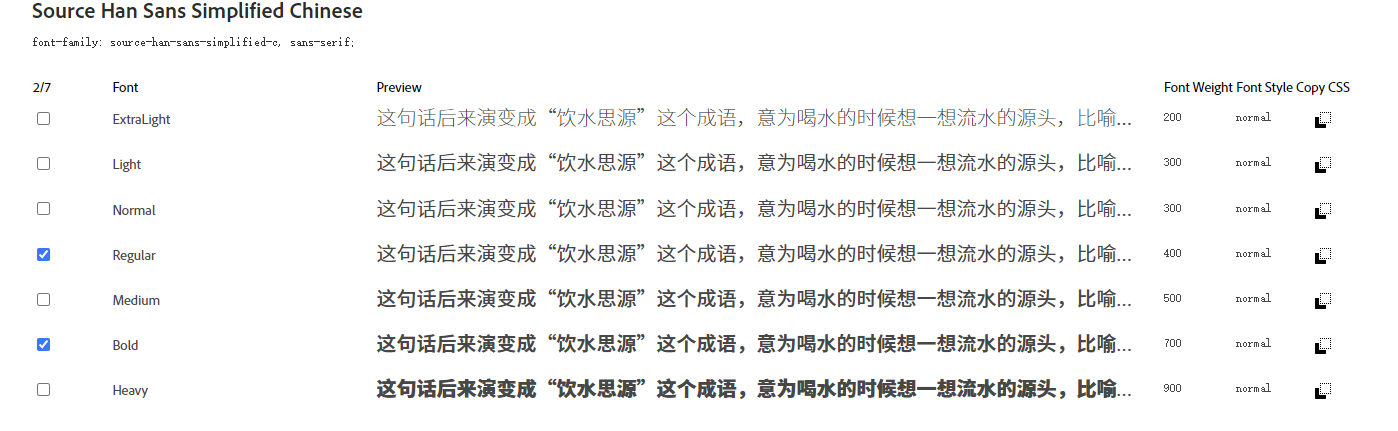 Source Han Sans Simplified Chinese
font-family: source-han-sans-simplified-c, sans-serif;
2/7 Font Preview Font Weight Font Style Copy CSS
ExtraLight 这句话后来演变成“饮水思源”这个成语，意为喝水的时候想一想流水的源头，比喻... 200 normal
Light 这句话后来演变成“饮水思源”这个成语，意为喝水的时候想一想流水的源头，比喻... 300 normal
Normal 这句话后来演变成“饮水思源”这个成语，意为喝水的时候想一想流水的源头，比喻... 300 normal
Regular 这句话后来演变成“饮水思源”这个成语，意为喝水的时候想一想流水的源头，比喻... 400 normal
Medium 这句话后来演变成“饮水思源”这个成语，意为喝水的时候想一想流水的源头，比喻... 500 normal
Bold 这句话后来演变成“饮水思源”这个成语，意为喝水的时候想一想流水的源头，比喻... 700 normal
Heavy 这句话后来演变成“饮水思源”这个成语，意为喝水的时候想一想流水的源头，比喻... 900 normal